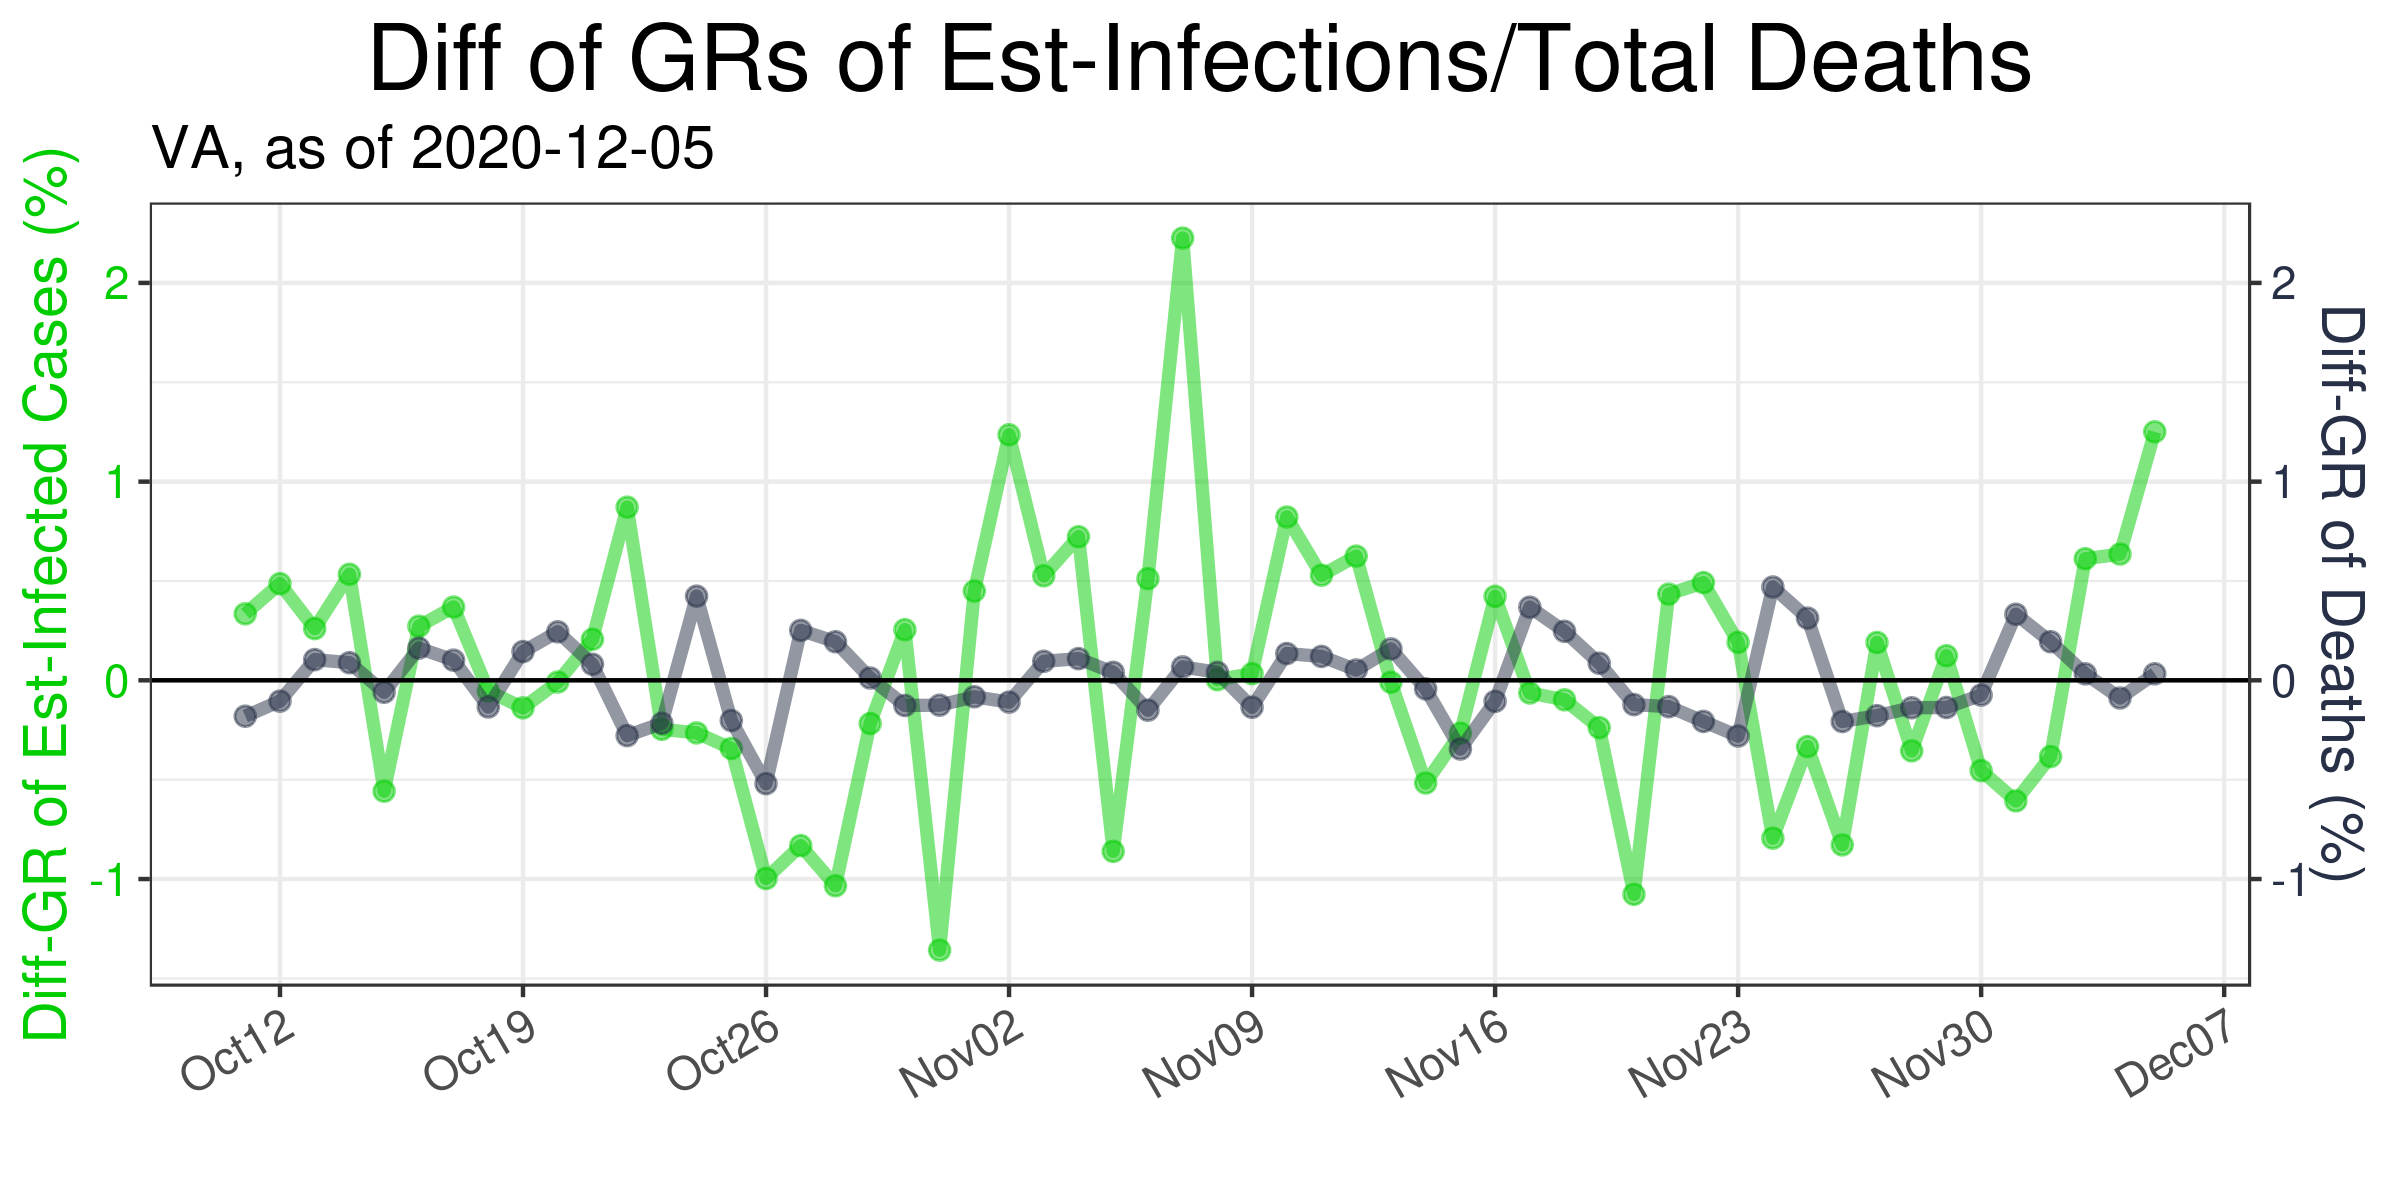 Diff of GRs of Est-Infections/Total Deaths
VA, as of 2020-12-05
Diff-GR of Est-Infected Cases (%)
2
1
0
-1
2
1
0
-1
Diff-GR of Deaths (%)
Oct12
Oct19
Oct26
Nov02
Nov09
Nov16
Nov23
Nov30
Dec07